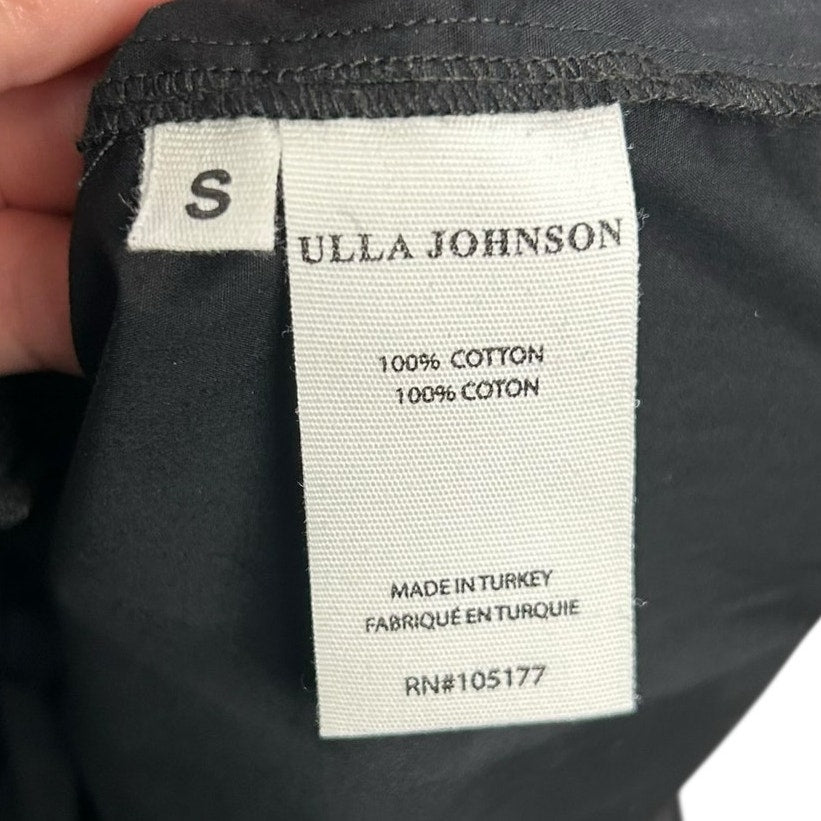 S
ULLA JOHNSON
100% COTTON
100% COTON
MADE IN TURKEY
FABRIQUÉ EN TURQUIE
RN#105177